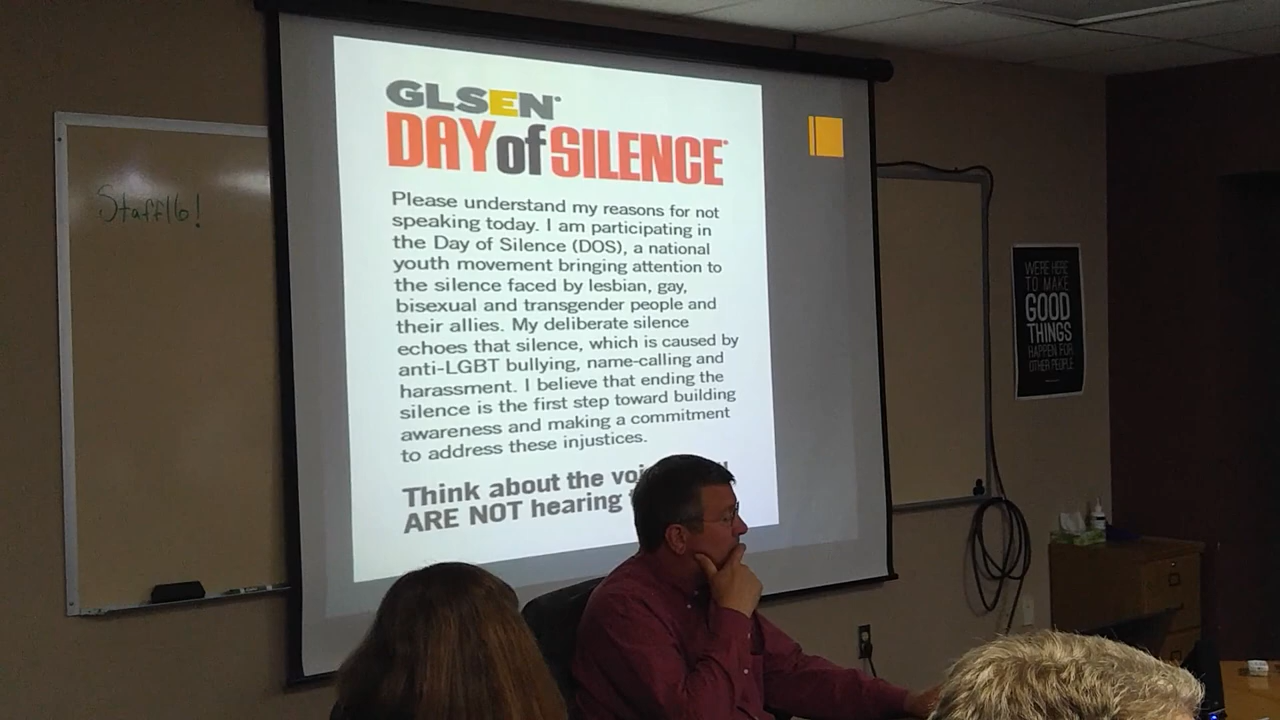 Staff16!
GLSEN®
DAY of SILENCE®
Please understand my reasons for not
speaking today. I am participating in
the Day of Silence (DOS), a national
youth movement bringing attention to
the silence faced by lesbian, gay,
bisexual and transgender people and
their allies. My deliberate silence
echoes that silence, which is caused by
anti-LGBT bullying, name-calling and
harassment. I believe that ending the
silence is the first step toward building
awareness and making a commitment
to address these injustices.
Think about the
ARE NOT hearing
WE'RE HERE
TO MAKE
GOOD
THINGS
HAPPEN FOR
OTHER PEOPLE